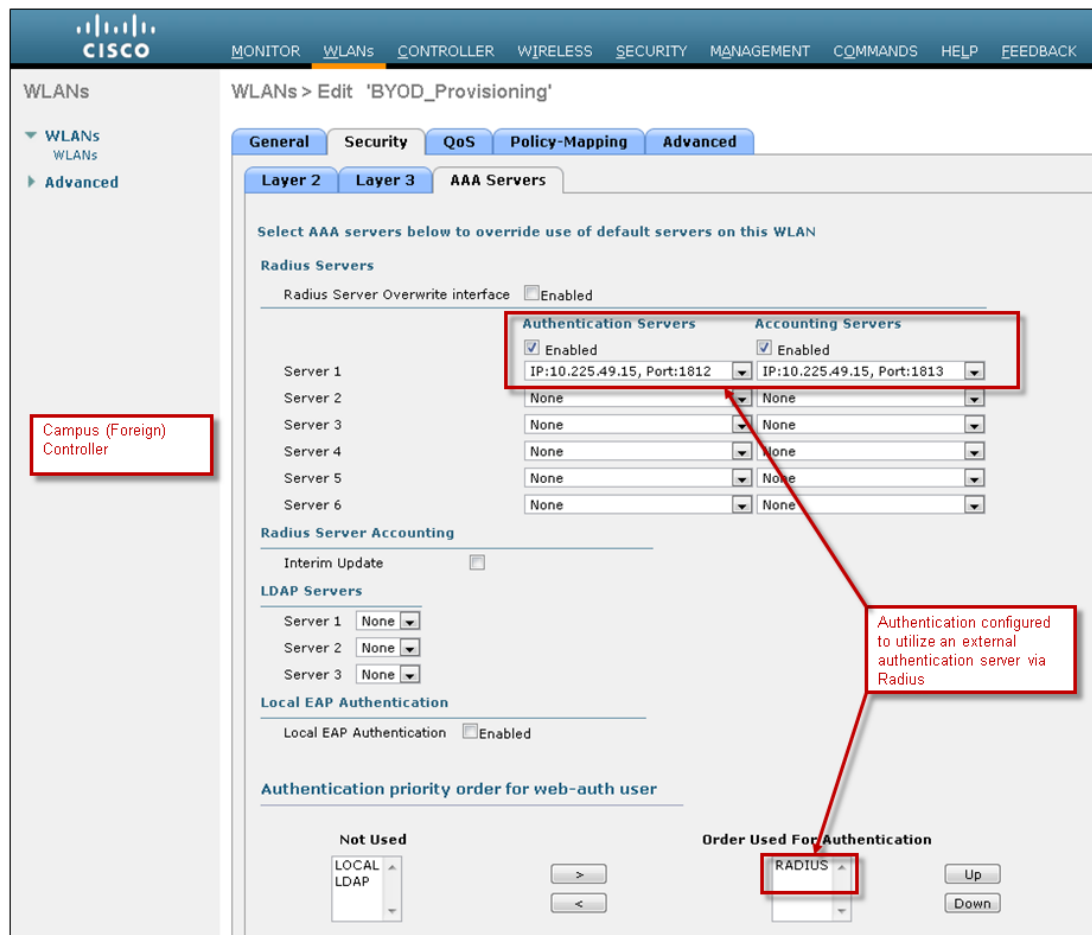 CISCO
MONITOR WLANs CONTROLLER WIRELESS SECURITY MANAGEMENT COMMANDS HELP FEEDBACK
WLANs
WLANs > Edit 'BYOD_Provisioning'
WLANs
WLANs
Advanced
General Security QoS Policy-Mapping Advanced
Layer 2 Layer 3 AAA Servers
Select AAA servers below to override use of default servers on this WLAN
Radius Servers
Radius Server Overwrite interface Enabled
Authentication Servers Accounting Servers
Enabled Enabled
Server 1 IP:10.225.49.15, Port:1812 IP:10.225.49.15, Port:1813
Server 2 None None
Server 3 None None
Server 4 None None
Server 5 None None
Server 6 None None
Campus (Foreign)
Controller
Radius Server Accounting
Interim Update
LDAP Servers
Server 1 None
Server 2 None
Server 3 None
Authentication configured
to utilize an external
authentication server via
Radius
Local EAP Authentication
Local EAP Authentication Enabled
Authentication priority order for web-auth user
Not Used Order Used For Authentication
LOCAL
LDAP
>
<
RADIUS
Up
Down